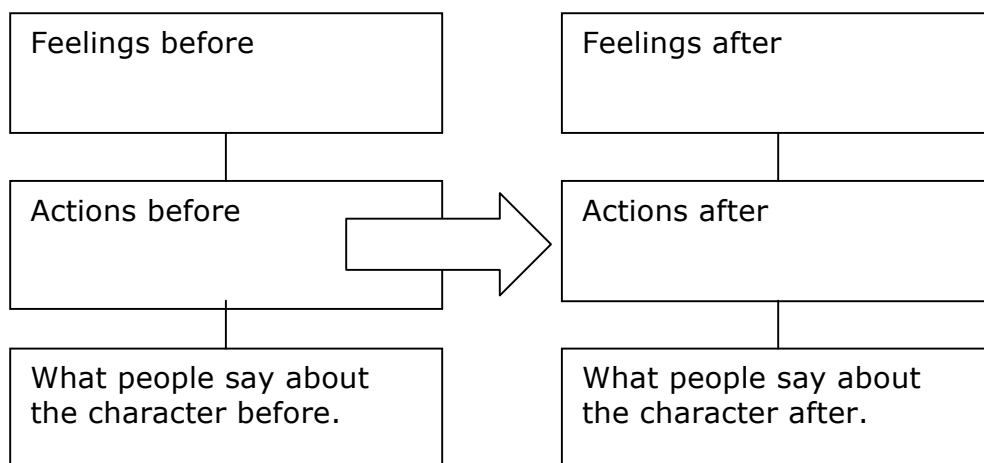 Feelings before
Feelings after
Actions before
Actions after
What people say about
the character before.
What people say about
the character after.